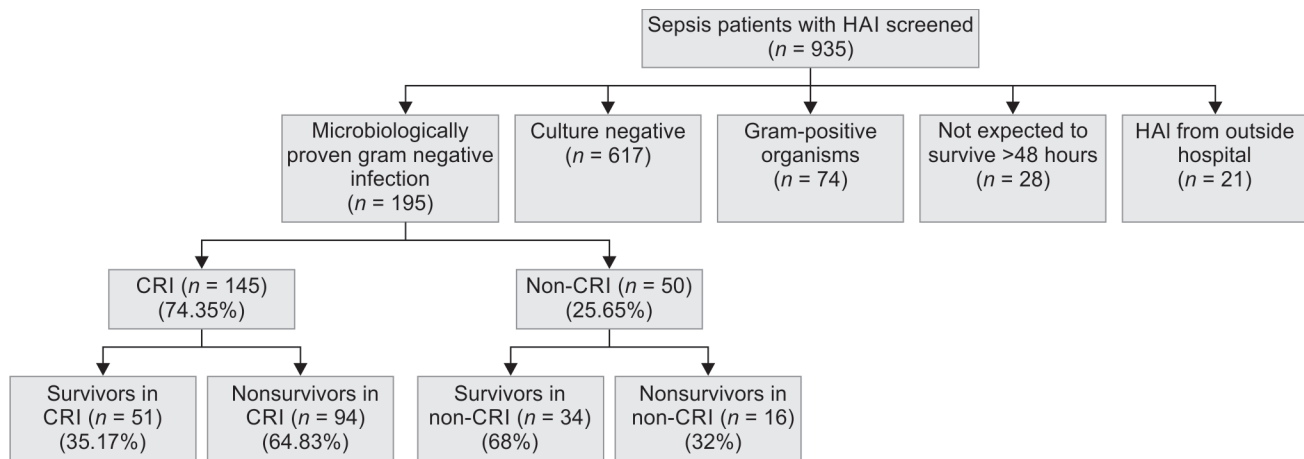 Sepsis patients with HAI screened
(n = 935)
Microbiologically
proven gram negative
infection
(n = 195)
Culture negative
(n = 617)
Gram-positive
organisms
(n = 74)
Not expected to
survive >48 hours
(n = 28)
HAI from outside
hospital
(n = 21)
CRI (n = 145)
(74.35%)
Non-CRI (n = 50)
(25.65%)
Survivors in
CRI (n = 51)
(35.17%)
Nonsurvivors in
CRI (n = 94)
(64.83%)
Survivors in
non-CRI (n = 34)
(68%)
Nonsurvivors in
non-CRI (n = 16)
(32%)